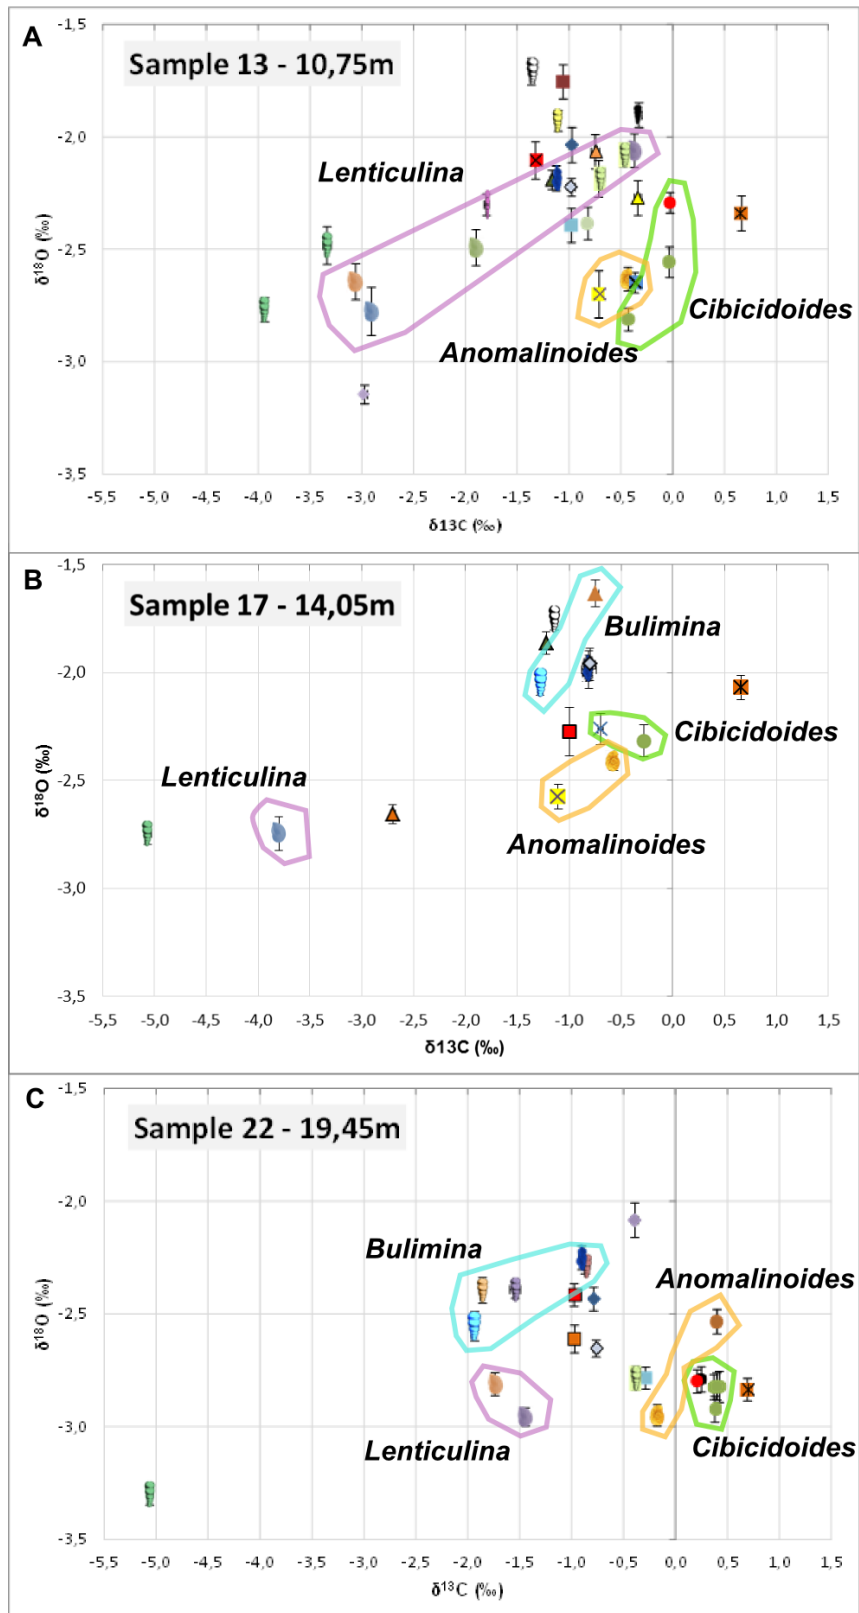 A
Sample 13 - 10,75m
-1,5
-2,0
-2,5
-3,0
-3,5
δ18O (‰)
Lenticulina
Cibicidoides
Anomalinoides
-5,5 -5,0 -4,5 -4,0 -3,5 -3,0 -2,5 -2,0 -1,5 -1,0 -0,5 0,0 0,5 1,0 1,5
δ13C (‰)
B
Sample 17 - 14,05m
-1,5
-2,0
-2,5
-3,0
-3,5
δ18O (‰)
Bulimina
Cibicidoides
Lenticulina
Anomalinoides
-5,5 -5,0 -4,5 -4,0 -3,5 -3,0 -2,5 -2,0 -1,5 -1,0 -0,5 0,0 0,5 1,0 1,5
δ13C (‰)
C
Sample 22 - 19,45m
-1,5
-2,0
-2,5
-3,0
-3,5
δ18O (‰)
Bulimina
Anomalinoides
Lenticulina
Cibicidoides
-5,5 -5,0 -4,5 -4,0 -3,5 -3,0 -2,5 -2,0 -1,5 -1,0 -0,5 0,0 0,5 1,0 1,5
δ13C (‰)